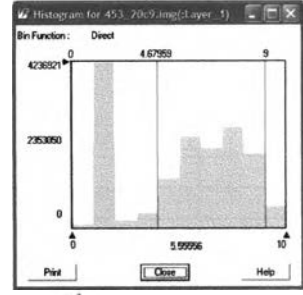 Histogram for 453_20c9.img(:Layer_1)
Bin Function: Direct
0 4.67959 9
4236921
2353050
0
0 10
5.99956
Print Close Help